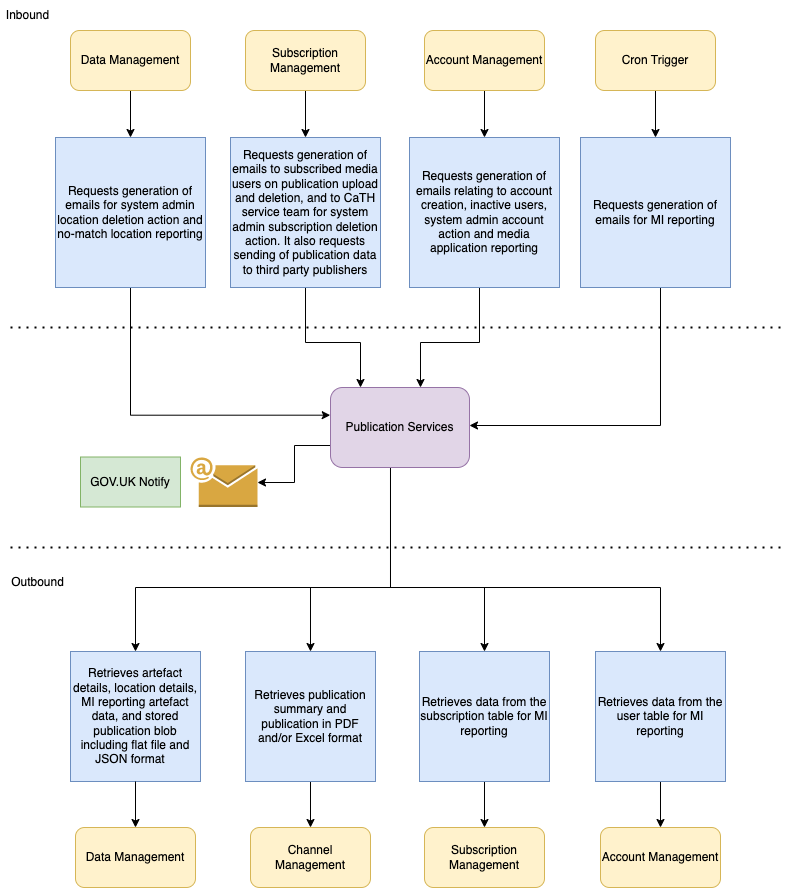 Inbound
Data Management
Subscription
Management
Account Management
Cron Trigger
Requests generation of
emails for system admin
location deletion action and
no-match location reporting
Requests generation of
emails to subscribed media
users on publication upload
and deletion, and to CaTH
service team for system
admin subscription deletion
action. It also requests
sending of publication data
to third party publishers
Requests generation of
emails relating to account
creation, inactive users,
system admin account
action and media
application reporting
Requests generation of
emails for MI reporting
Publication Services
GOV.UK Notify
@
Outbound
Retrieves artefact
details, location details,
MI reporting artefact
data, and stored
publication blob
including flat file and
JSON format
Retrieves publication
summary and
publication in PDF
and/or Excel format
Retrieves data from the
subscription table for MI
reporting
Retrieves data from the
user table for MI
reporting
Data Management
Channel
Management
Subscription
Management
Account Management